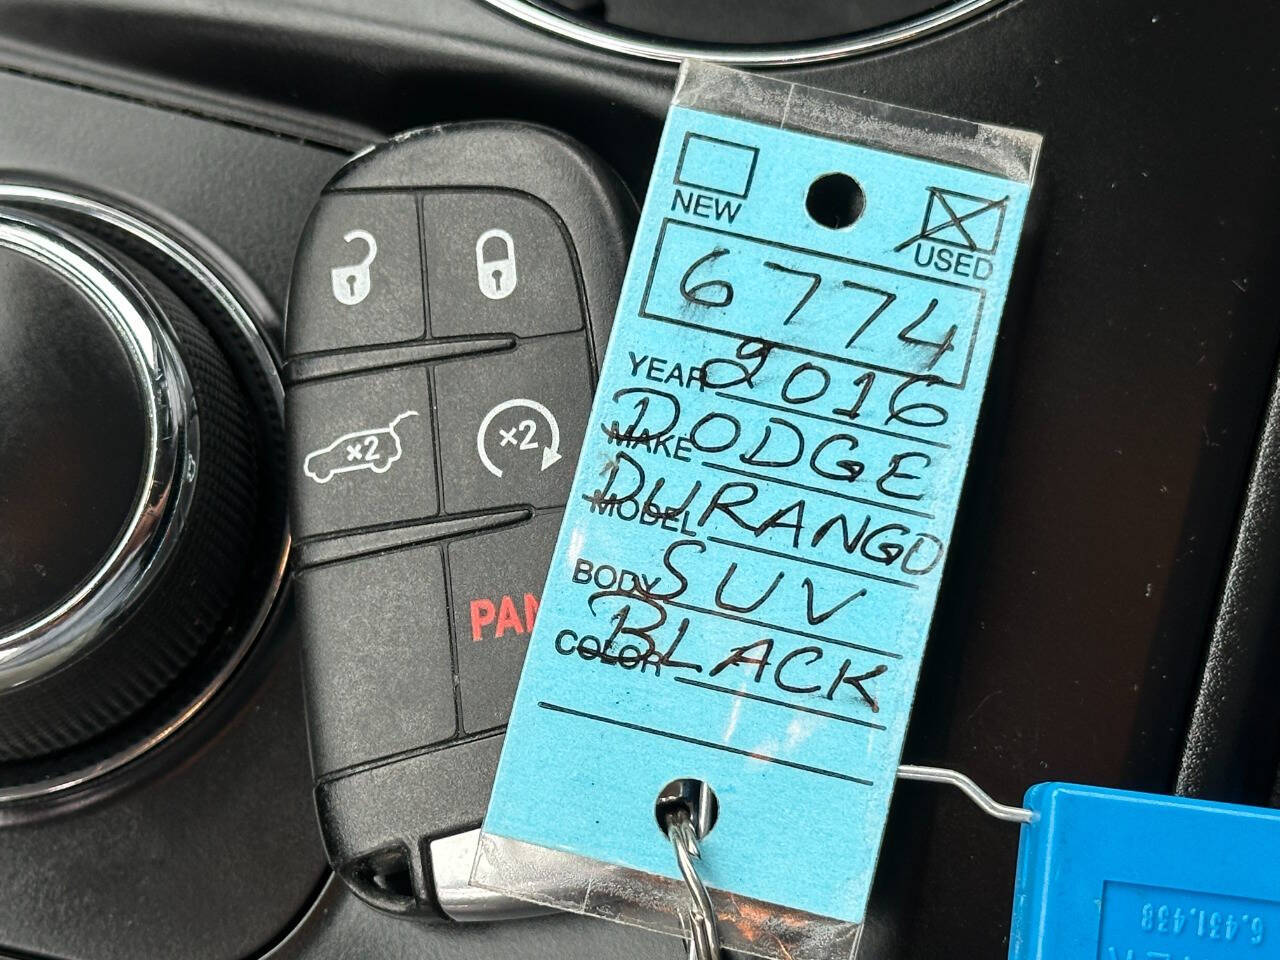 NEW
USED
6774
YEAR 2016
MAKE DODGE
MODEL DURANGO
BODY SUV
COLOR BLACK
×2
×2
PAN
6,431,438